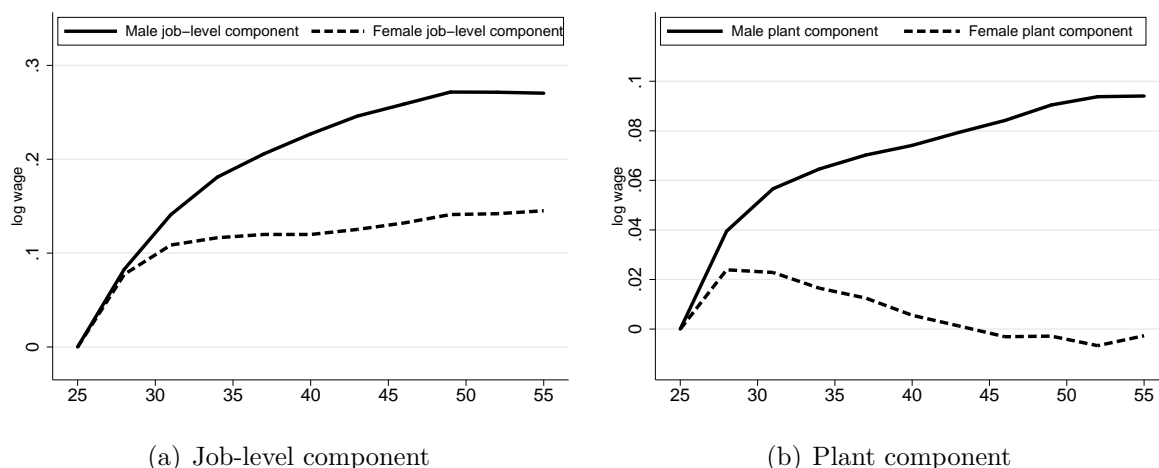 Male job-level component Female job-level component
.3
.2
.1
0
log wage
25 30 35 40 45 50 55
(a) Job-level component
Male plant component Female plant component
.1
.08
.06
.04
.02
0
log wage
25 30 35 40 45 50 55
(b) Plant component